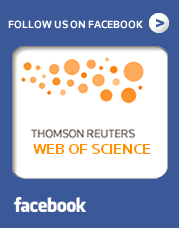 FOLLOW US ON FACEBOOK >
THOMSON REUTERS
WEB OF SCIENCE
facebook